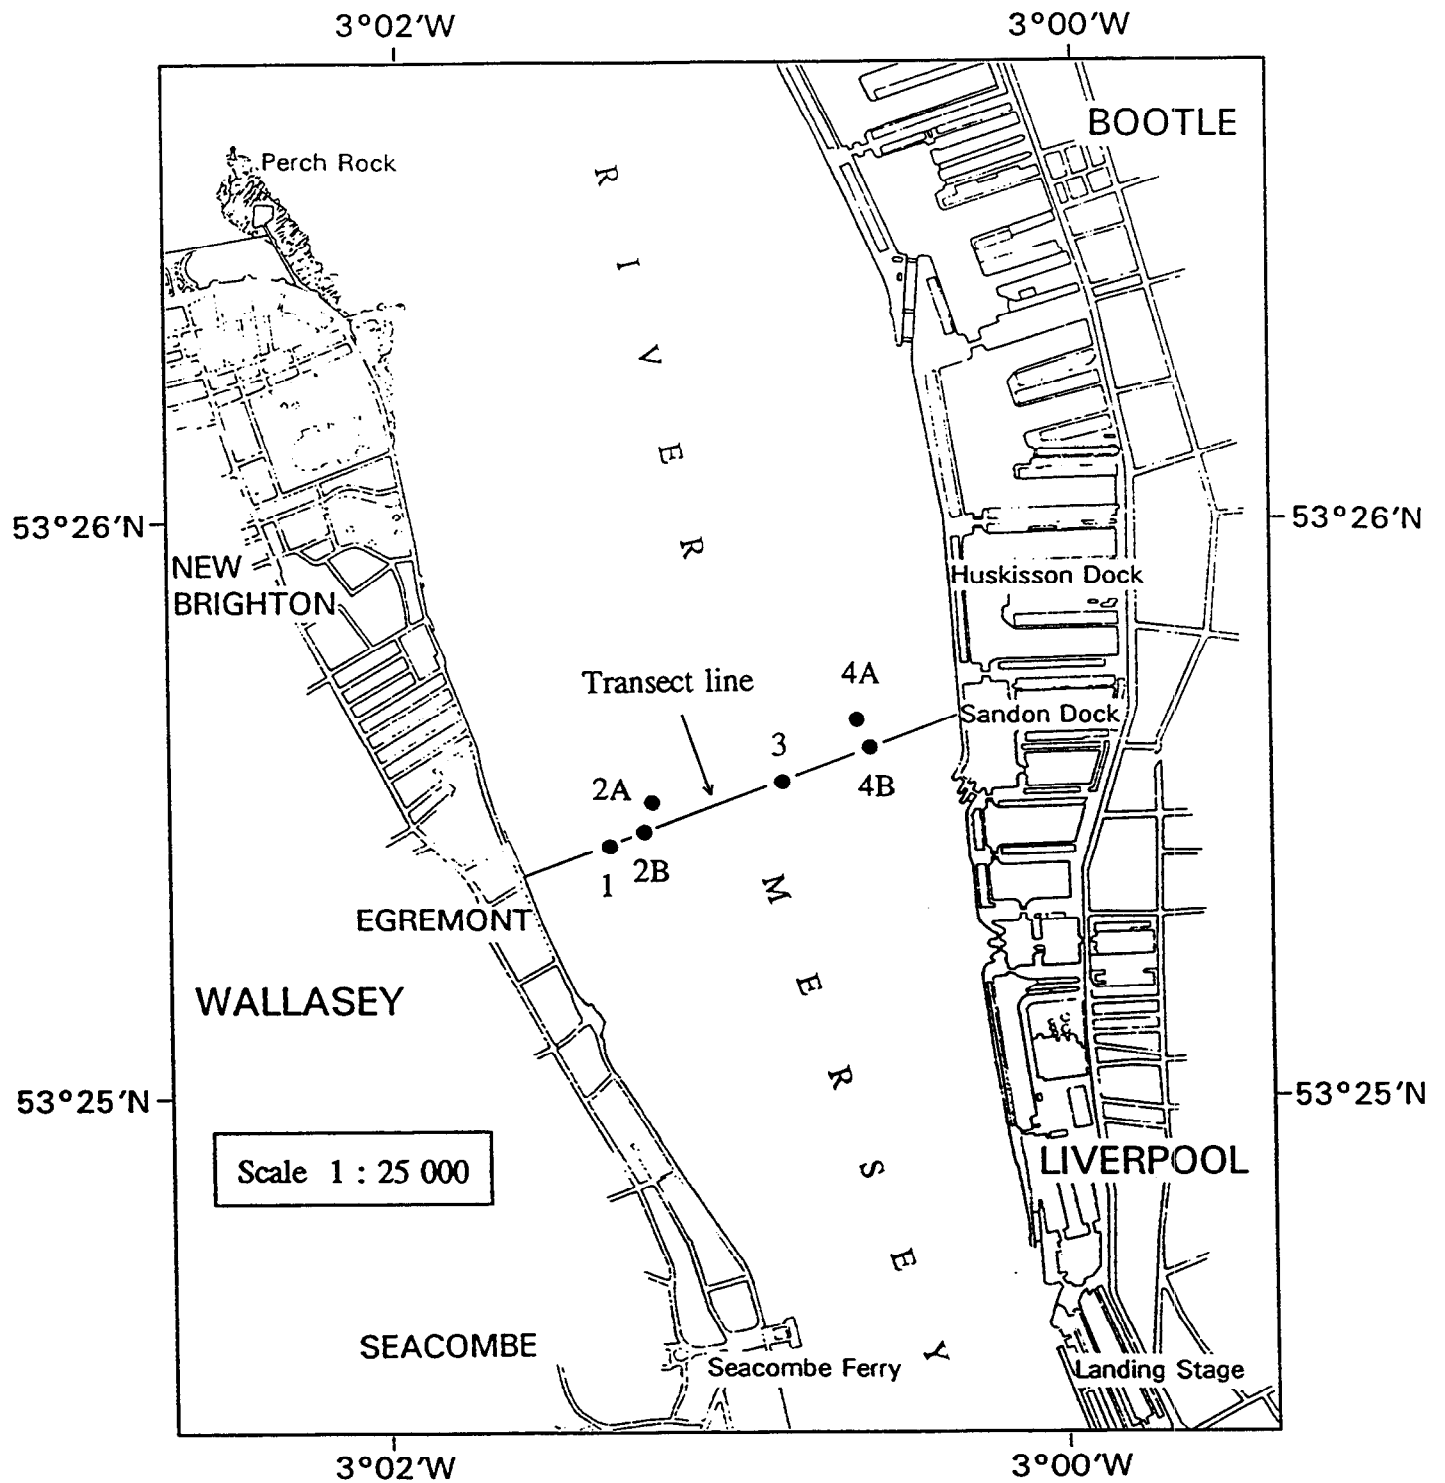 3°02′W
3°00′W
BOOTLE
Perch Rock
RIVER
53°26′N
53°26′N
NEW
BRIGHTON
Huskisson Dock
Transect line
4A
Sandon Dock
3
2A
4B
1
2B
MERSEY
EGREMONT
WALLASEY
53°25′N
53°25′N
Scale 1 : 25 000
LIVERPOOL
SEACOMBE
Seacombe Ferry
Landing Stage
3°02′W
3°00′W